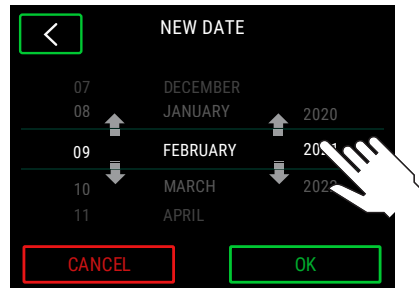 NEW DATE
07 DECEMBER
08 JANUARY 2020
09 FEBRUARY
10 MARCH
11 APRIL
CANCEL OK